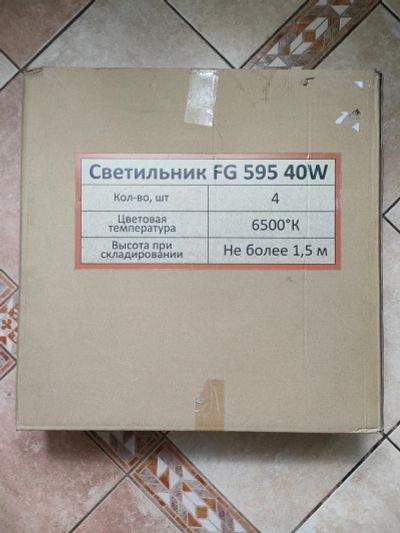 Светильник FG 595 40W
Кол-во, шт 4
Цветовая
температура 6500°К
Высота при
складировании Не более 1,5 м